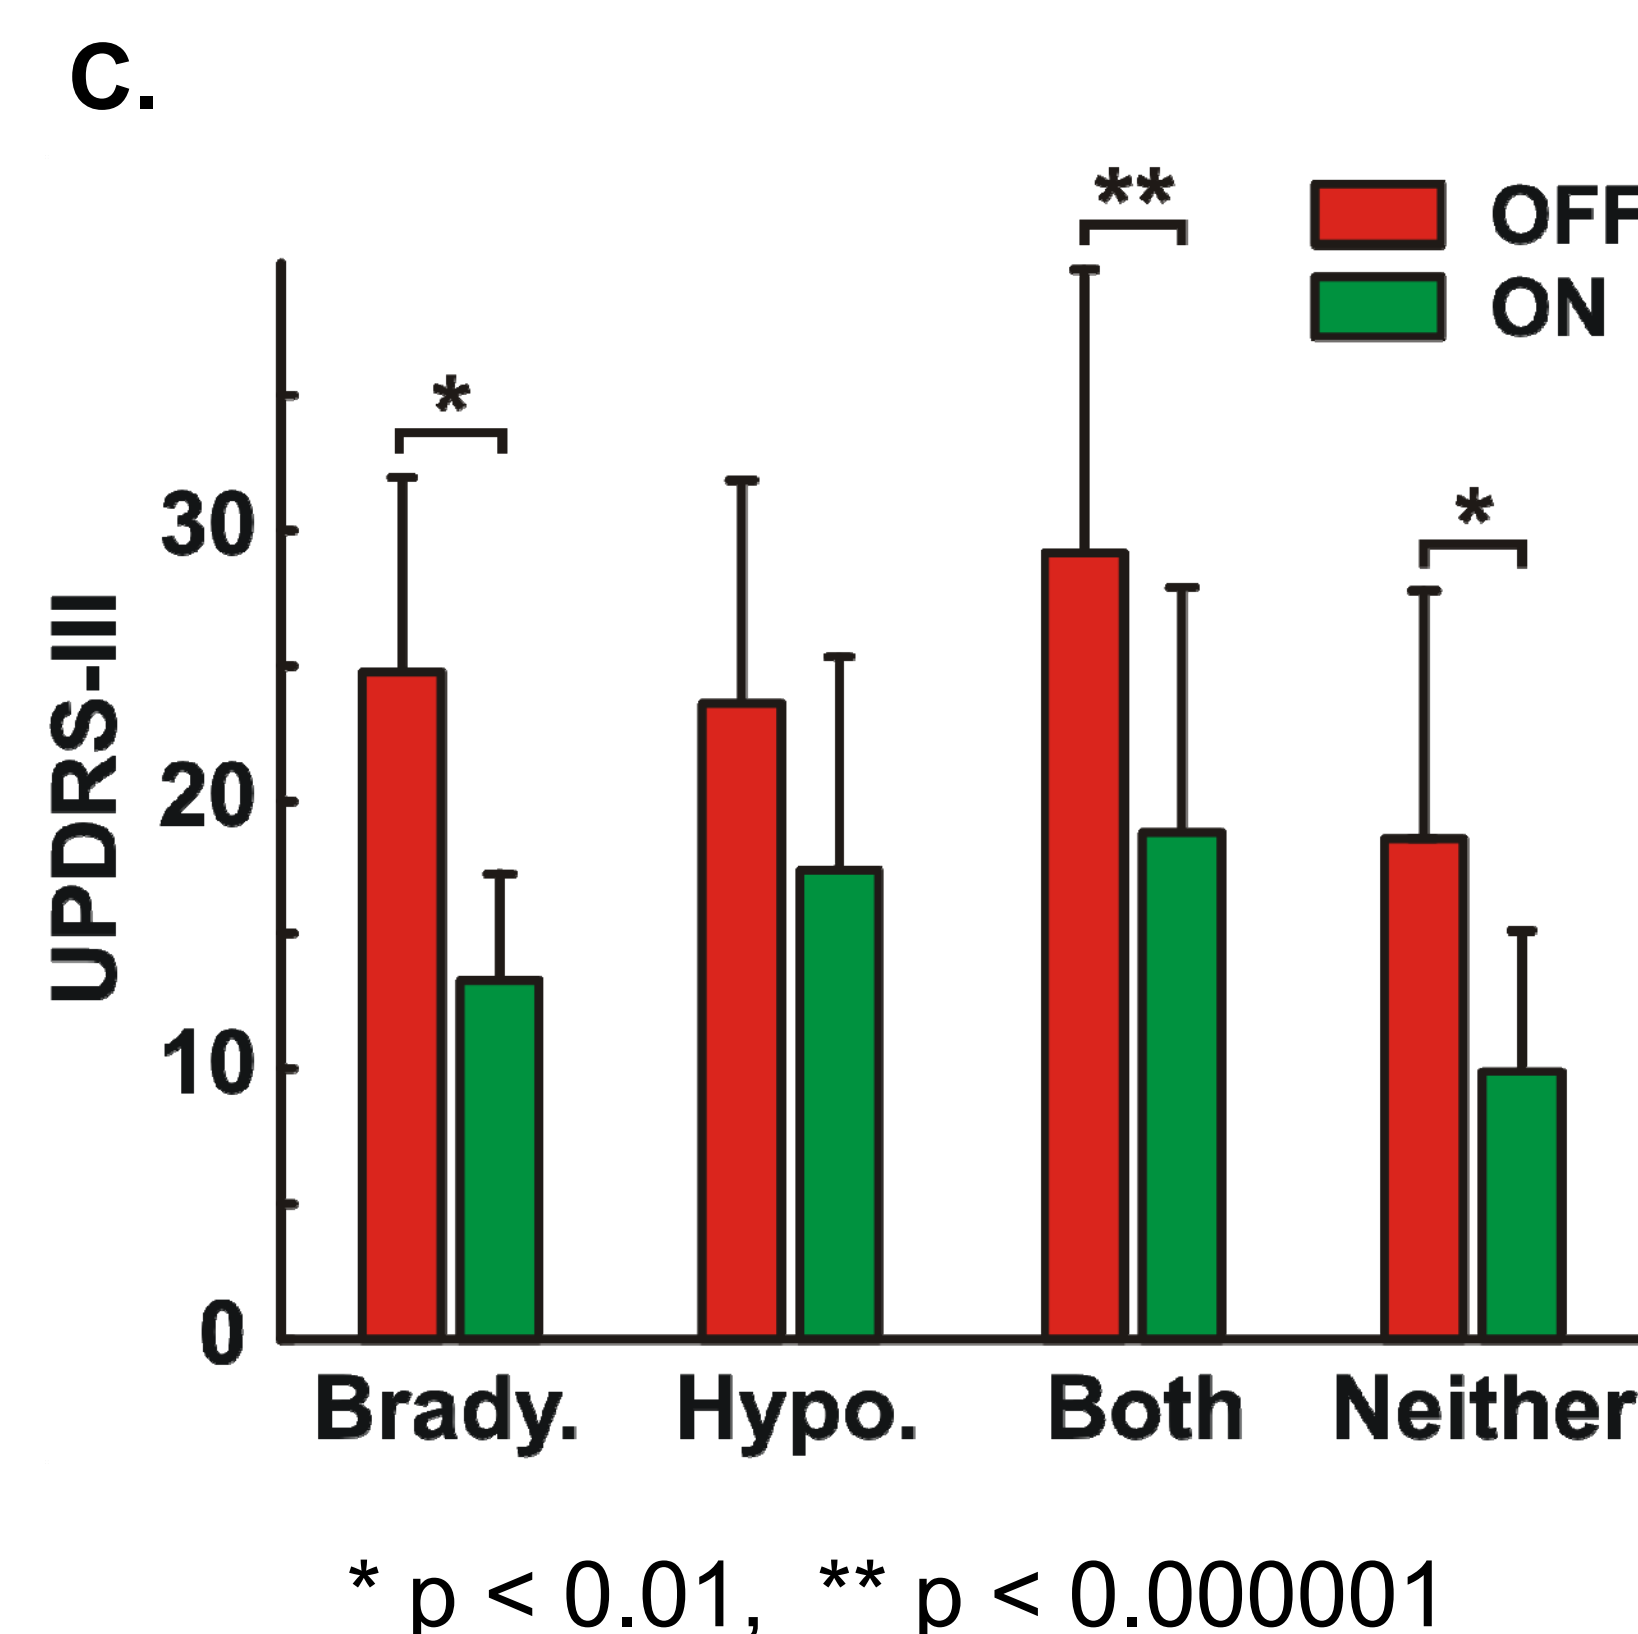 C.
**
OFF
ON
*
30
*
UPDRS-III
20
10
0
Brady. Hypo. Both Neither
* p < 0.01, ** p < 0.000001